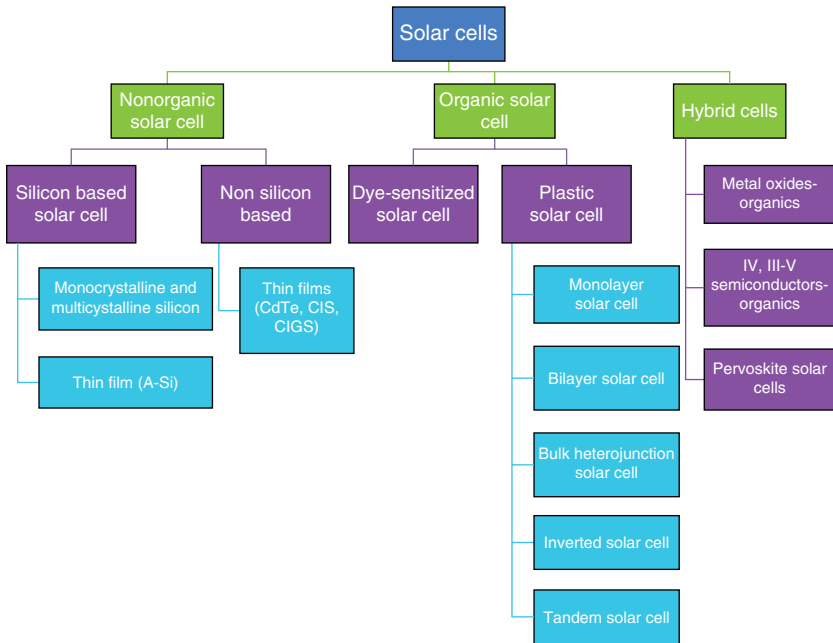 Solar cells
Nonorganic
solar cell
Organic solar
cell
Hybrid cells
Silicon based
solar cell
Non silicon
based
Dye-sensitized
solar cell
Plastic
solar cell
Metal oxides-
organics
Monocrystalline and
multicystalline silicon
Thin films
(CdTe, CIS,
CIGS)
Monolayer
solar cell
IV, III-V
semiconductors-
organics
Thin film (A-Si)
Bilayer solar cell
Pervoskite solar
cells
Bulk heterojunction
solar cell
Inverted solar cell
Tandem solar cell